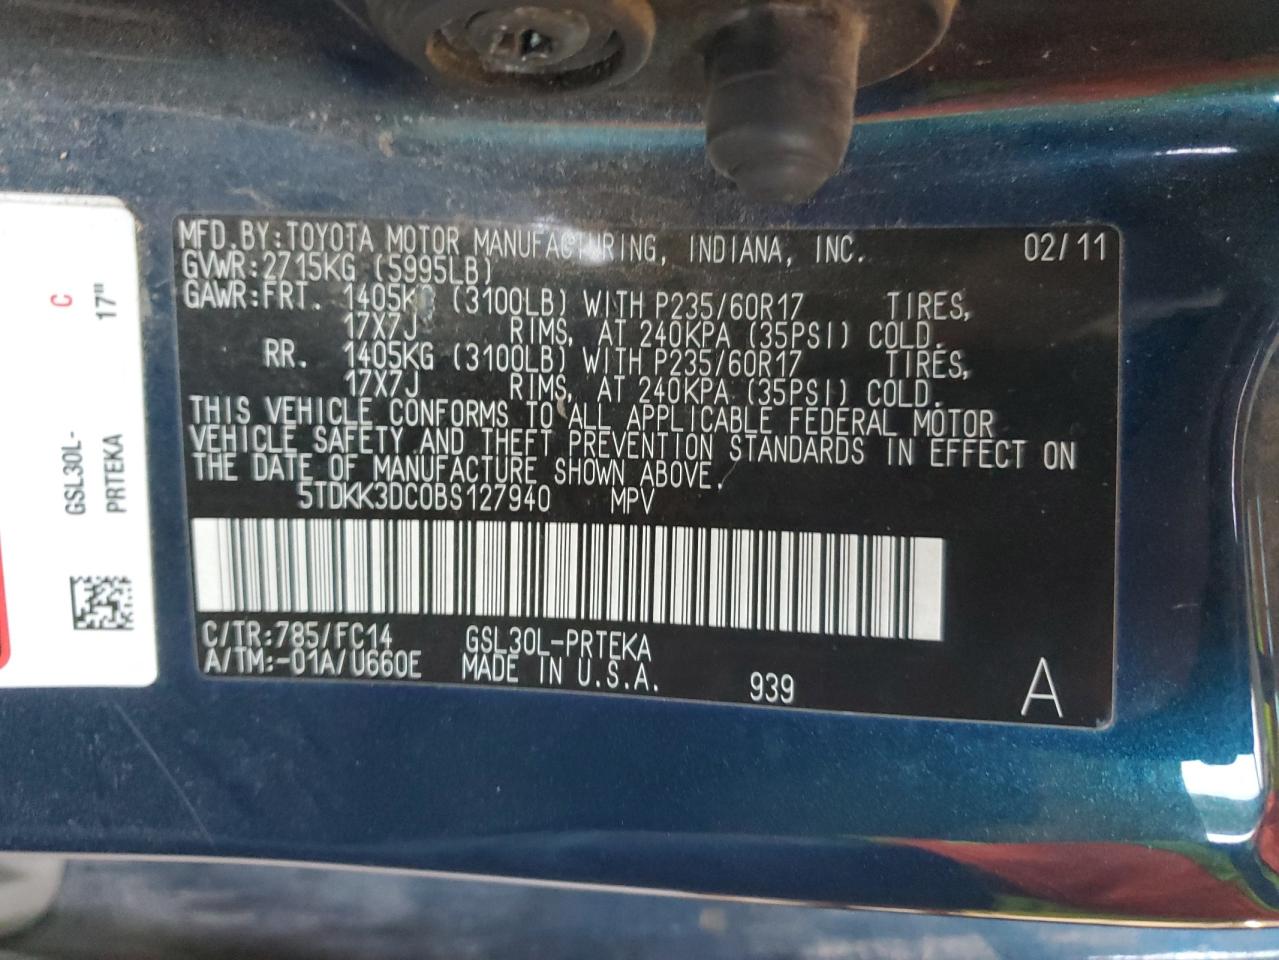 MFD.BY:TOYOTA MOTOR MANUFACTURING, INDIANA, INC. 02/11
GVWR:2715KG (5995LB)
GAWR:FRT. 1405KG (3100LB) WITH P235/60R17 TIRES,
17X7J RIMS, AT 240KPA (35PSI) COLD.
RR. 1405KG (3100LB) WITH P235/60R17 TIRES,
17X7J RIMS, AT 240KPA (35PSI) COLD.
THIS VEHICLE CONFORMS TO ALL APPLICABLE FEDERAL MOTOR
VEHICLE SAFETY AND THEFT PREVENTION STANDARDS IN EFFECT ON
THE DATE OF MANUFACTURE SHOWN ABOVE.
5TDKK3DC0BS127940 MPV
C/TR:785/FC14 GSL30L-PRTEKA
A/TM:-01A/U660E MADE IN U.S.A. 939 A
C
17"
GSL30L-
PRTEKA